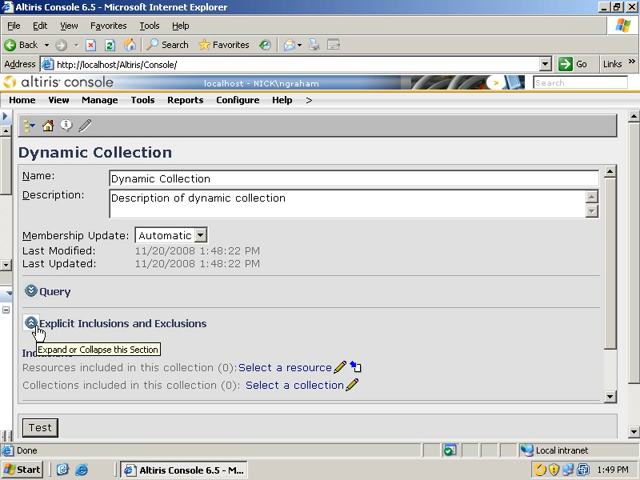 Altiris Console 6.5 - Microsoft Internet Explorer
File Edit View Favorites Tools Help
Back Search Favorites
Address http://localhost/Altiris/Console/ Go Links »
altiris console localhost - NICK\ngraham Search
Home View Manage Tools Reports Configure Help >
Dynamic Collection
Name: Dynamic Collection
Description: Description of dynamic collection
Membership Update: Automatic
Last Modified: 11/20/2008 1:48:22 PM
Last Updated: 11/20/2008 1:48:22 PM
Query
Explicit Inclusions and Exclusions
Expand or Collapse this Section
Resources included in this collection (0): Select a resource
Collections included in this collection (0): Select a collection
Test
Done Local intranet
Start Altiris Console 6.5 - M... 1:49 PM